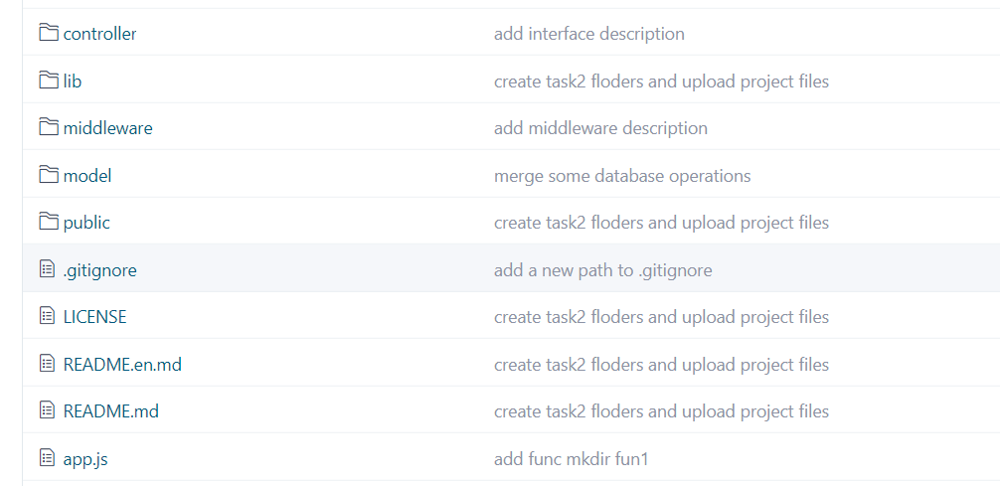 controller add interface description
lib create task2 floders and upload project files
middleware add middleware description
model merge some database operations
public create task2 floders and upload project files
.gitignore add a new path to .gitignore
LICENSE create task2 floders and upload project files
README.en.md create task2 floders and upload project files
README.md create task2 floders and upload project files
app.js add func mkdir fun1